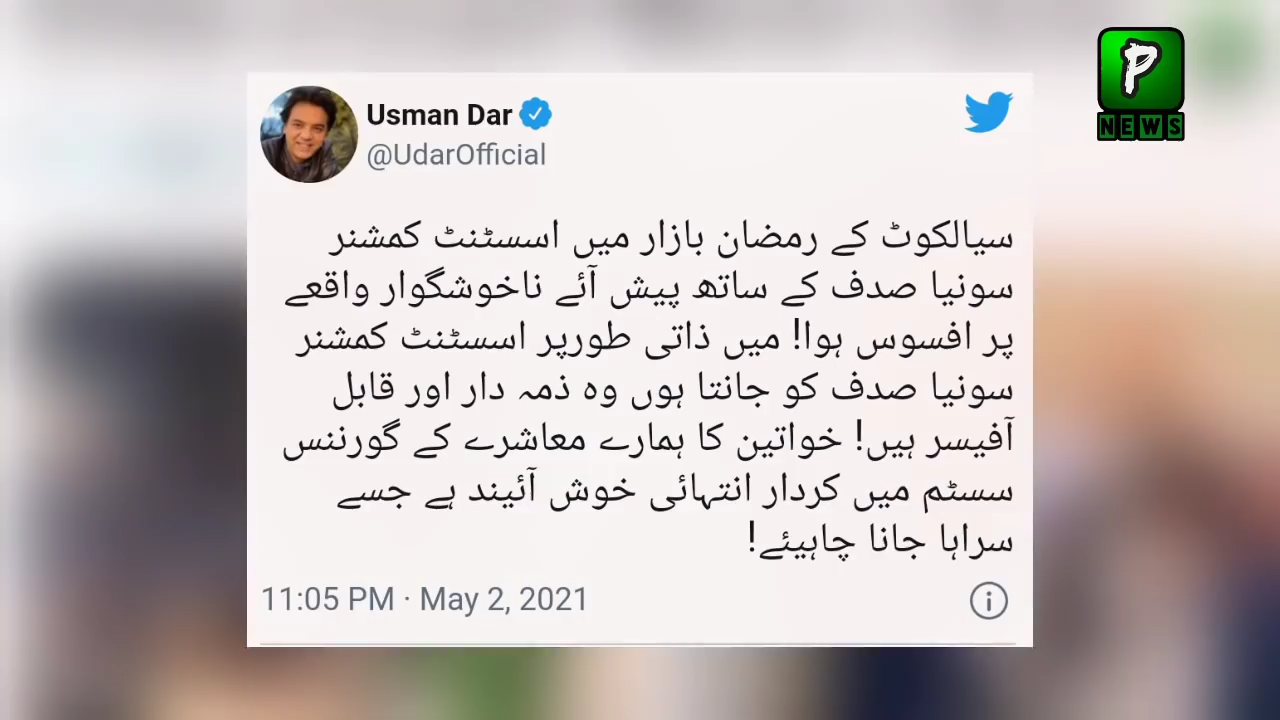 Usman Dar
@UdarOfficial
P
NEWS
سیالکوٹ کے رمضان بازار میں اسسٹنٹ کمشنر
سونیا صدف کے ساتھ پیش آئے ناخوشگوار واقعے
پر افسوس ہوا! میں ذاتی طورپر اسسٹنٹ کمشنر
سونیا صدف کو جانتا ہوں وہ ذمہ دار اور قابل
آفیسر ہیں! خواتین کا ہمارے معاشرے کے گورننس
سسٹم میں کردار انتہائی خوش آئیند ہے جسے
سراہا جانا چاہیئے!
11:05 PM · May 2, 2021